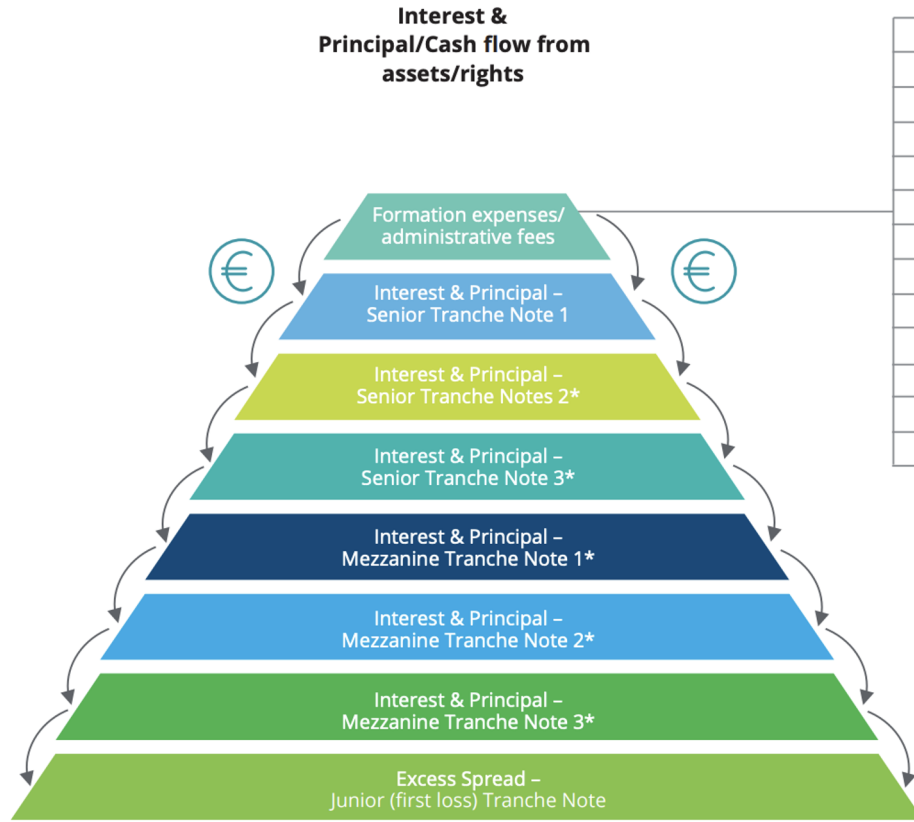 Interest &
Principal/Cash flow from
assets/rights
Formation expenses/
administrative fees
€
€
Interest & Principal –
Senior Tranche Note 1
Interest & Principal –
Senior Tranche Notes 2*
Interest & Principal –
Senior Tranche Note 3*
Interest & Principal –
Mezzanine Tranche Note 1*
Interest & Principal –
Mezzanine Tranche Note 2*
Interest & Principal –
Mezzanine Tranche Note 3*
Excess Spread –
Junior (first loss) Tranche Note